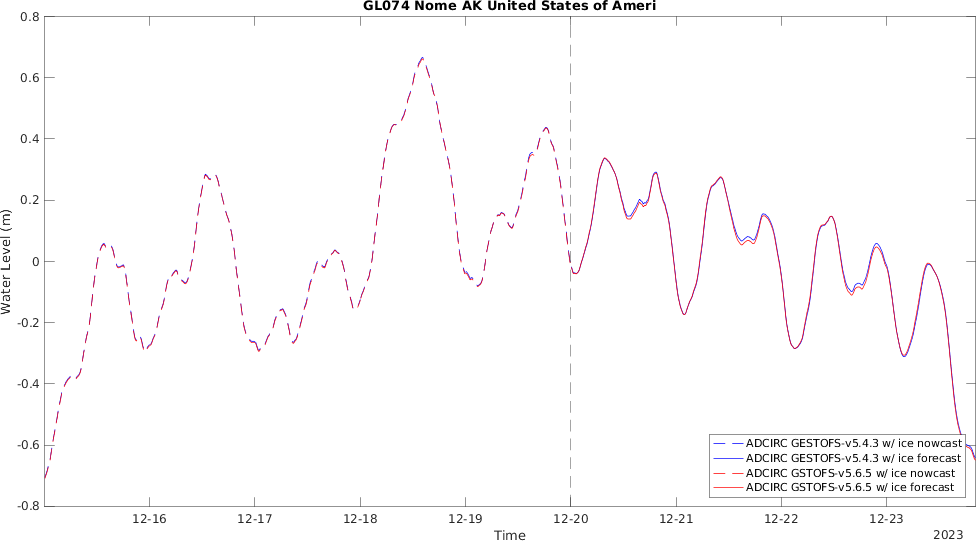 GL074 Nome AK United States of Ameri
0.8
0.6
0.4
0.2
0
-0.2
-0.4
-0.6
-0.8
Water Level (m)
ADCIRC GESTOFS-v5.4.3 w/ ice nowcast
ADCIRC GESTOFS-v5.4.3 w/ ice forecast
ADCIRC GSTOFS-v5.6.5 w/ ice nowcast
ADCIRC GSTOFS-v5.6.5 w/ ice forecast
12-16 12-17 12-18 12-19 12-20 12-21 12-22 12-23
Time
2023